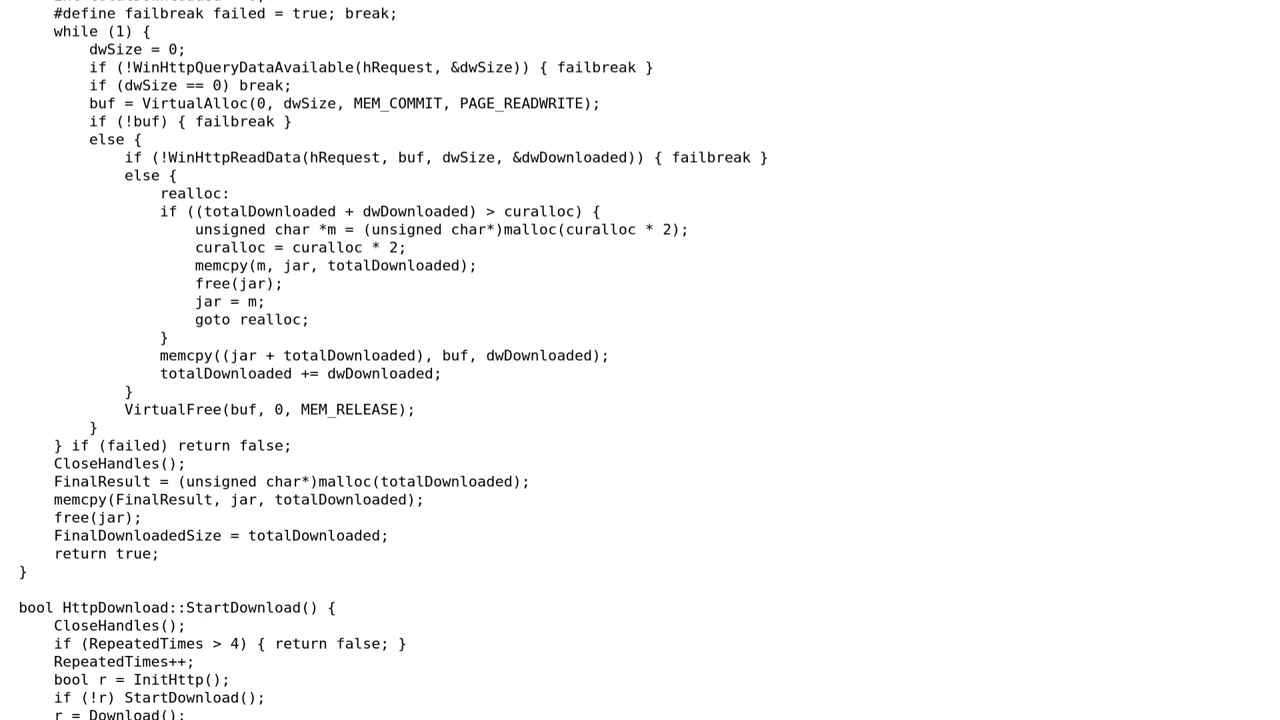 #define failbreak failed = true; break;
while (1) {
dwSize = 0;
if (!WinHttpQueryDataAvailable(hRequest, &dwSize)) { failbreak }
if (dwSize == 0) break;
buf = VirtualAlloc(0, dwSize, MEM_COMMIT, PAGE_READWRITE);
if (!buf) { failbreak }
else {
if (!WinHttpReadData(hRequest, buf, dwSize, &dwDownloaded)) { failbreak }
else {
realloc:
if ((totalDownloaded + dwDownloaded) > curalloc) {
unsigned char *m = (unsigned char*)malloc(curalloc * 2);
curalloc = curalloc * 2;
memcpy(m, jar, totalDownloaded);
free(jar);
jar = m;
goto realloc;
}
memcpy((jar + totalDownloaded), buf, dwDownloaded);
totalDownloaded += dwDownloaded;
}
VirtualFree(buf, 0, MEM_RELEASE);
}
} if (failed) return false;
CloseHandles();
FinalResult = (unsigned char*)malloc(totalDownloaded);
memcpy(FinalResult, jar, totalDownloaded);
free(jar);
FinalDownloadedSize = totalDownloaded;
return true;
}
bool HttpDownload::StartDownload() {
CloseHandles();
if (RepeatedTimes > 4) { return false; }
RepeatedTimes++;
bool r = InitHttp();
if (!r) StartDownload();
r = Download();